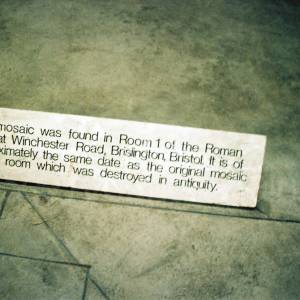 mosaic was found in Room 1 of the Roman
at Winchester Road, Brislington, Bristol. It is of
ximately the same date as the original mosaic
room which was destroyed in antiquity.